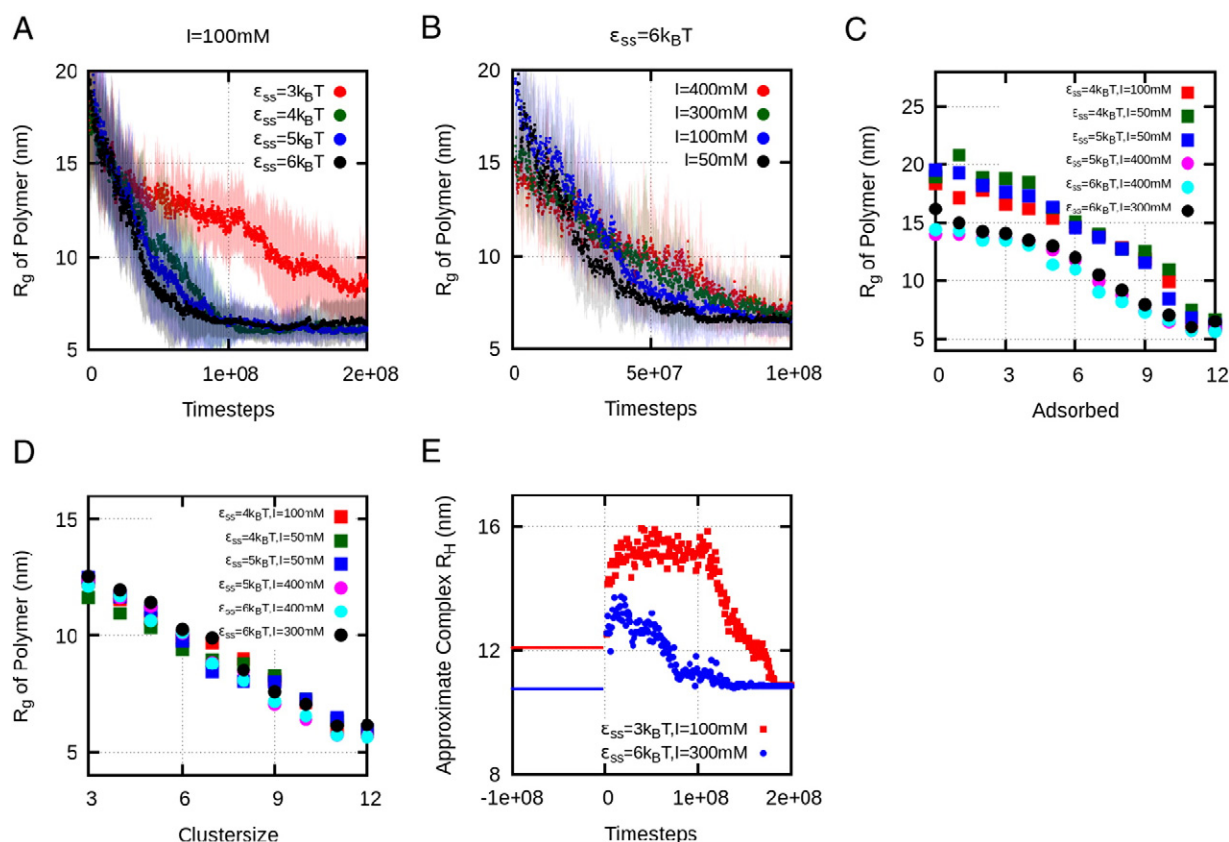 A
I=100mM
R_g of Polymer (nm)
20
15
10
5
ε_ss=3k_BT
ε_ss=4k_BT
ε_ss=5k_BT
ε_ss=6k_BT
0
1e+08
2e+08
Timesteps
B
ε_ss=6k_BT
R_g of Polymer (nm)
20
15
10
5
I=400mM
I=300mM
I=100mM
I=50mM
0
5e+07
1e+08
Timesteps
C
R_g of Polymer (nm)
25
20
15
10
5
ε_ss=4k_BT,I=100mM
ε_ss=4k_BT,I=50mM
ε_ss=5k_BT,I=50mM
ε_ss=5k_BT,I=400mM
ε_ss=6k_BT,I=400mM
ε_ss=6k_BT,I=300mM
0
3
6
9
12
Adsorbed
D
R_g of Polymer (nm)
15
10
5
ε_ss=4k_BT,I=100mM
ε_ss=4k_BT,I=50mM
ε_ss=5k_BT,I=50mM
ε_ss=5k_BT,I=400mM
ε_ss=6k_BT,I=400mM
ε_ss=6k_BT,I=300mM
3
6
9
12
Clustersize
E
Approximate Complex R_H (nm)
16
14
12
10
8
ε_ss=3k_BT,I=100mM
ε_ss=6k_BT,I=300mM
-1e+08
0
1e+08
2e+08
Timesteps